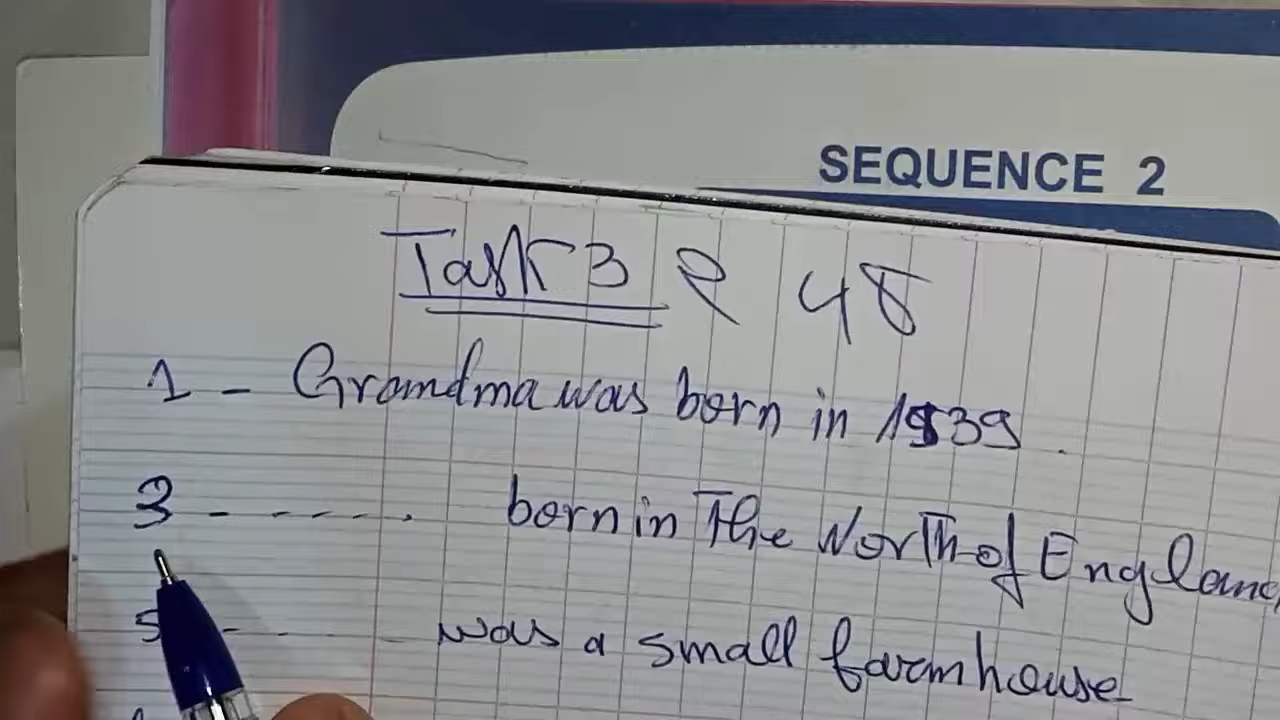 SEQUENCE 2
Task 3 P 48
1 - Grandma was born in 1939.
3 - - - - - . born in The North of England
5 - - - - was a small farmhouse